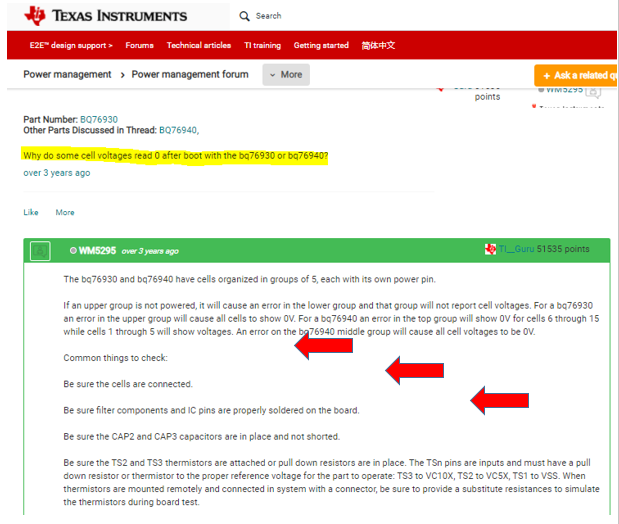 TEXAS INSTRUMENTS
Search
E2E™ design support > Forums Technical articles TI training Getting started 简体中文
Power management > Power management forum More
+ Ask a related
points WM5295
Part Number: BQ76930
Other Parts Discussed in Thread: BQ76940,
Why do some cell voltages read 0 after boot with the bq76930 or bq76940?
over 3 years ago
Like More
WM5295 over 3 years ago TI__Guru 51535 points
The bq76930 and bq76940 have cells organized in groups of 5, each with its own power pin.
If an upper group is not powered, it will cause an error in the lower group and that group will not report cell voltages. For a bq76930
an error in the upper group will cause all cells to show 0V. For a bq76940 an error in the top group will show 0V for cells 6 through 15
while cells 1 through 5 will show voltages. An error on the bq76940 middle group will cause all cell voltages to be 0V.
Common things to check:
Be sure the cells are connected.
Be sure filter components and IC pins are properly soldered on the board.
Be sure the CAP2 and CAP3 capacitors are in place and not shorted.
Be sure the TS2 and TS3 thermistors are attached or pull down resistors are in place. The TSn pins are inputs and must have a pull
down resistor or thermistor to the proper reference voltage for the part to operate: TS3 to VC10X, TS2 to VC5X, TS1 to VSS. When
thermistors are mounted remotely and connected in system with a connector, be sure to provide a substitute resistances to simulate
the thermistors during board test.